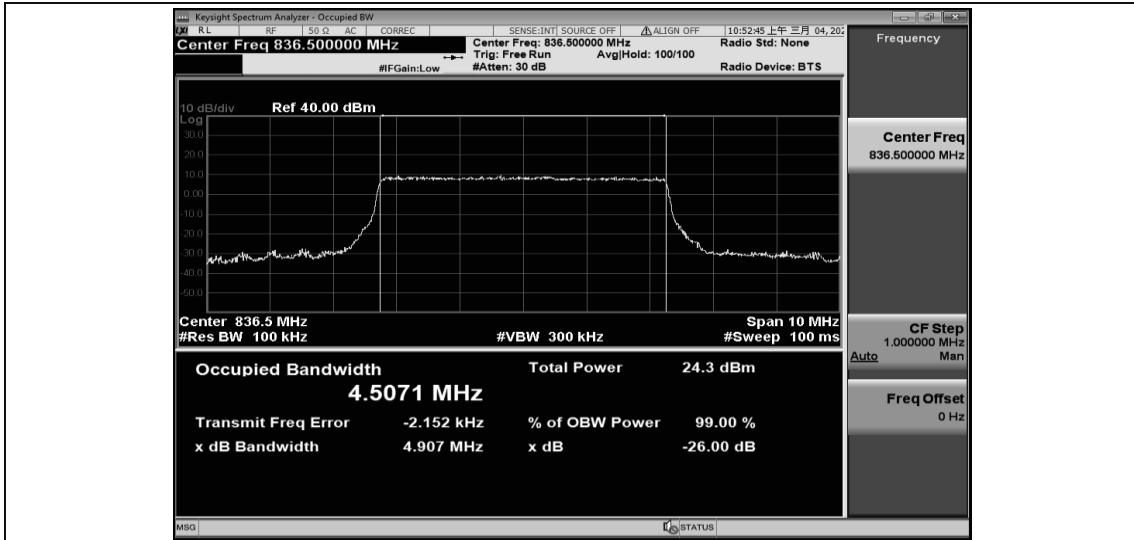 Keysight Spectrum Analyzer - Occupied BW
LXI RL RF 50 Ω AC CORREC SENSE:INT SOURCE OFF ⚠ALIGN OFF 10:52:45 上午 三月 04, 202
Center Freq 836.500000 MHz
Center Freq: 836.500000 MHz
Radio Std: None
Trig: Free Run Avg|Hold: 100/100
#IFGain:Low
#Atten: 30 dB
Radio Device: BTS
10 dB/div Ref 40.00 dBm
Log
30.0
20.0
10.0
0.00
-10.0
-20.0
-30.0
-40.0
-50.0
Center 836.5 MHz
Span 10 MHz
#Res BW 100 kHz
#VBW 300 kHz
#Sweep 100 ms
Occupied Bandwidth
Total Power 24.3 dBm
4.5071 MHz
Transmit Freq Error -2.152 kHz
% of OBW Power 99.00 %
x dB Bandwidth 4.907 MHz
x dB -26.00 dB
Frequency
Center Freq
836.500000 MHz
CF Step
1.000000 MHz
Auto Man
Freq Offset
0 Hz
MSG
STATUS